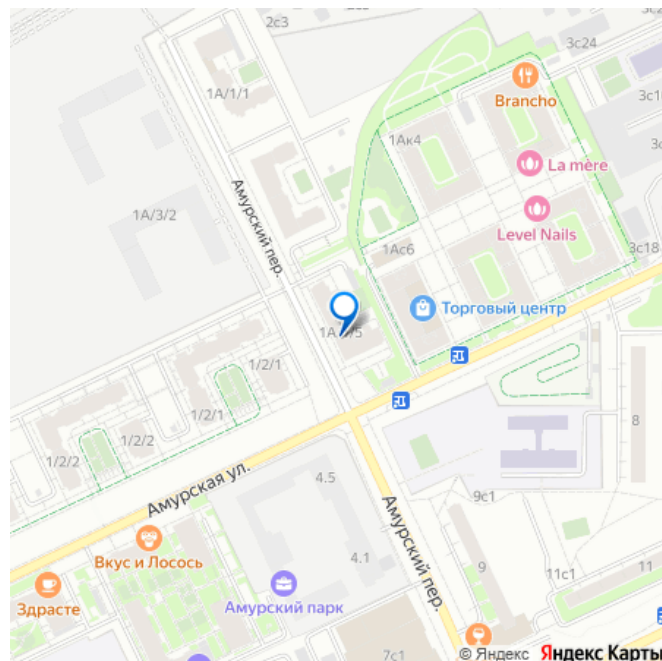 2с3
3с24
3с2
1А/1/1
Brancho
3с1
1Ак4
La mère
Амурский пер.
1А/3/2
Level Nails
3с18
1Ас6
Торговый центр
1/2/1
1/2/1
1/2/2
1/2/2
8
Амурская ул.
4.5
9с1
Амурский пер.
Вкус и Лосось
4.1
9
11с1
11
Здрасте
Амурский парк
7с1
© Яндекс Яндекс Карты